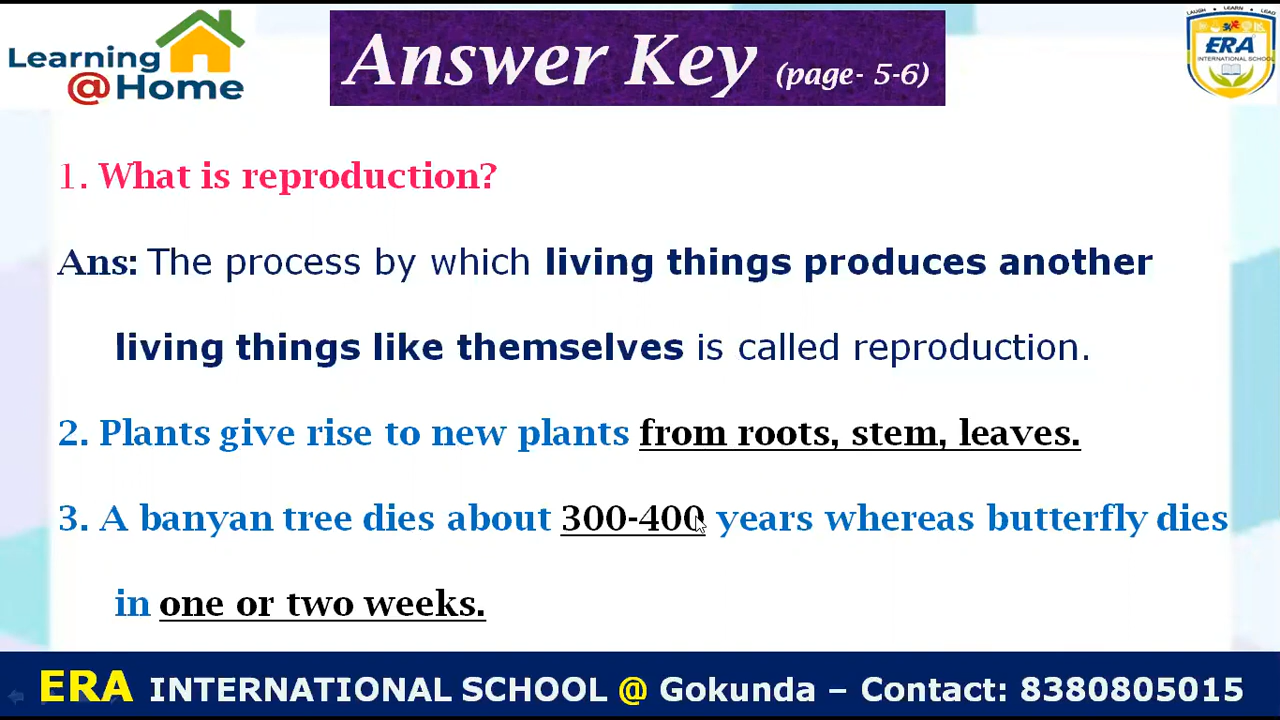 Learning
@Home
Answer Key (page- 5-6)
LAUGH LEARN LEAD
ERA
INTERNATIONAL SCHOOL
1. What is reproduction?
Ans: The process by which living things produces another
living things like themselves is called reproduction.
2. Plants give rise to new plants from roots, stem, leaves.
3. A banyan tree dies about 300-400 years whereas butterfly dies
in one or two weeks.
ERA INTERNATIONAL SCHOOL @ Gokunda – Contact: 8380805015